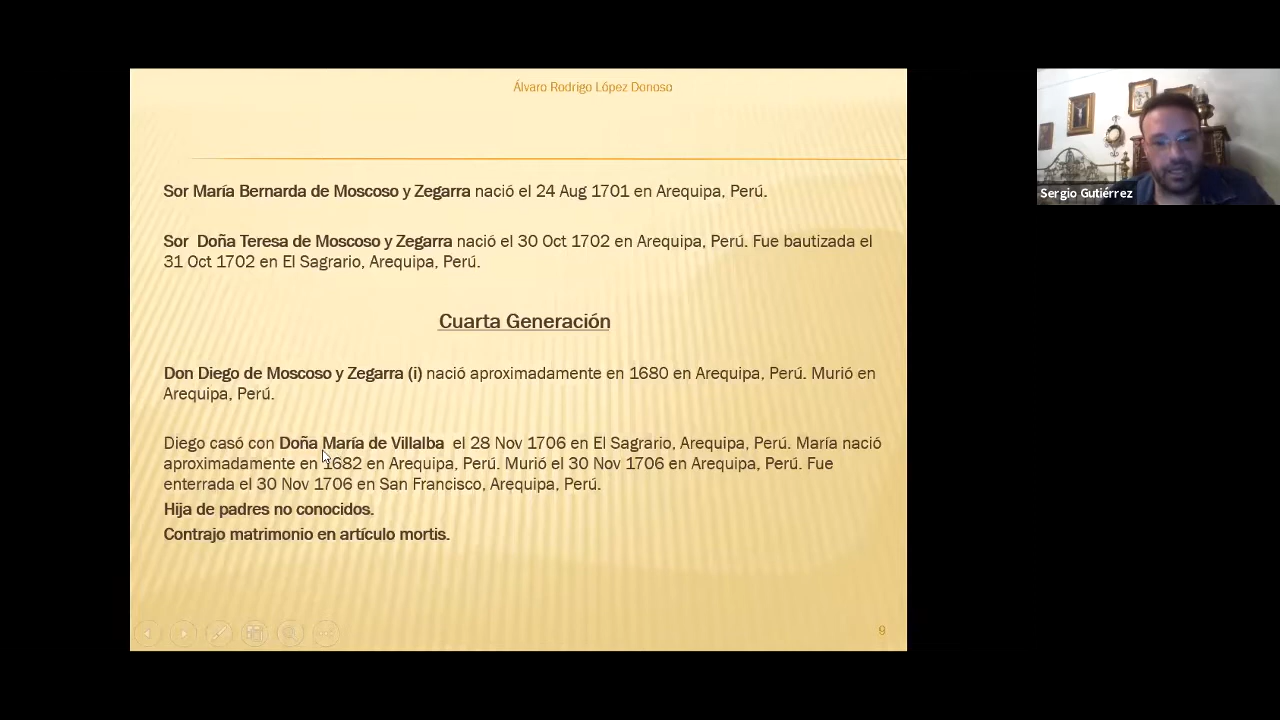 Álvaro Rodrigo López Donoso
Sor María Bernarda de Moscoso y Zegarra nació el 24 Aug 1701 en Arequipa, Perú.
Sor Doña Teresa de Moscoso y Zegarra nació el 30 Oct 1702 en Arequipa, Perú. Fue bautizada el
31 Oct 1702 en El Sagrario, Arequipa, Perú.
Cuarta Generación
Don Diego de Moscoso y Zegarra (i) nació aproximadamente en 1680 en Arequipa, Perú. Murió en
Arequipa, Perú.
Diego casó con Doña María de Villalba el 28 Nov 1706 en El Sagrario, Arequipa, Perú. María nació
aproximadamente en 1682 en Arequipa, Perú. Murió el 30 Nov 1706 en Arequipa, Perú. Fue
enterrada el 30 Nov 1706 en San Francisco, Arequipa, Perú.
Hija de padres no conocidos.
Contrajo matrimonio en artículo mortis.
9
Sergio Gutiérrez